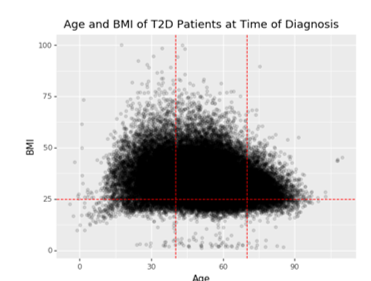 Age and BMI of T2D Patients at Time of Diagnosis
100
75
50
25
0
BMI
0 30 60 90
Age